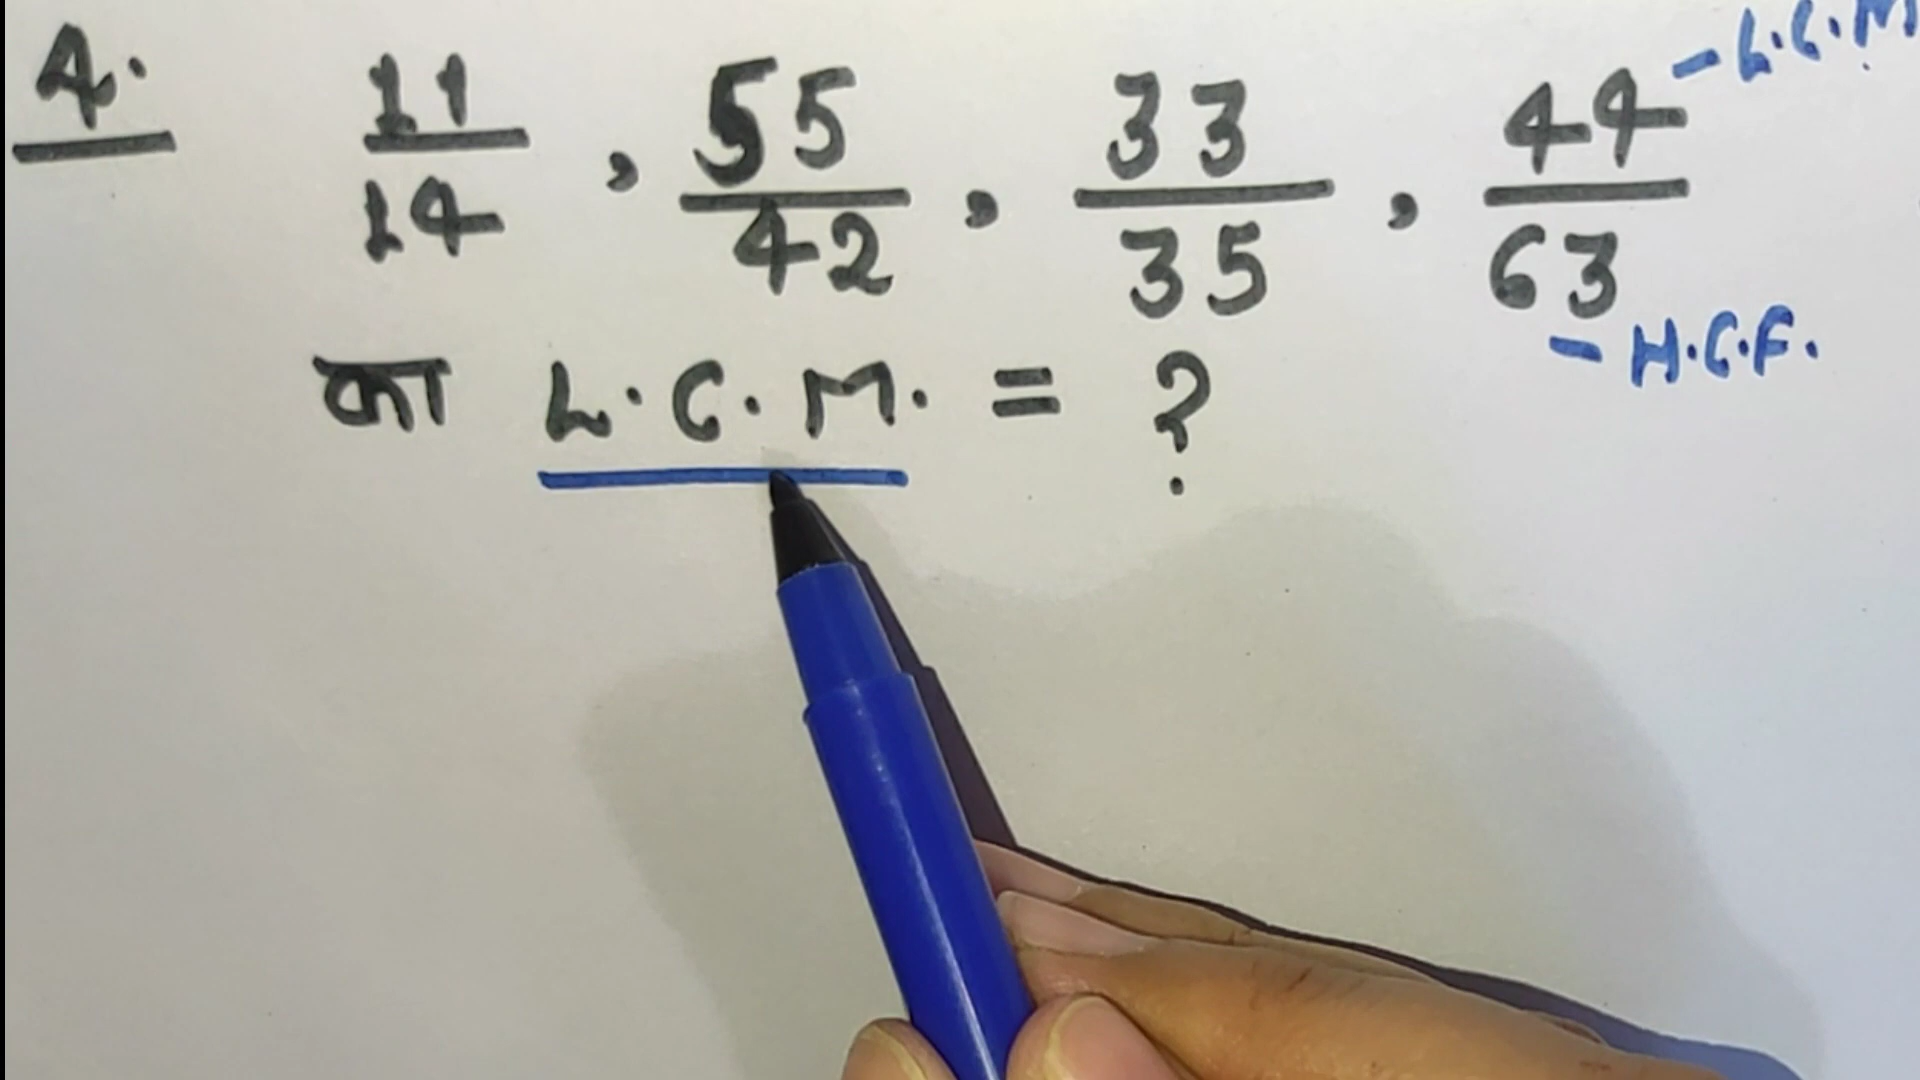 4. 11/14 , 55/42 , 33/35 , 44/63 - L.C.M
- H.C.F.
का L.C.M. = ?